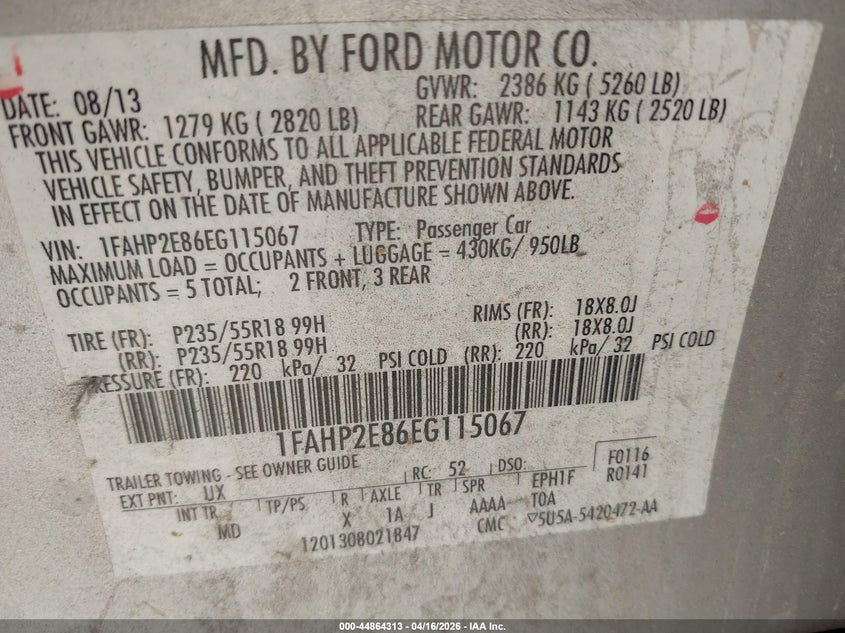 MFD. BY FORD MOTOR CO.
DATE: 08/13
GVWR: 2386 KG ( 5260 LB)
FRONT GAWR: 1279 KG ( 2820 LB)
REAR GAWR: 1143 KG ( 2520 LB)
THIS VEHICLE CONFORMS TO ALL APPLICABLE FEDERAL MOTOR
VEHICLE SAFETY, BUMPER, AND THEFT PREVENTION STANDARDS
IN EFFECT ON THE DATE OF MANUFACTURE SHOWN ABOVE.
VIN: 1FAHP2E86EG115067 TYPE: Passenger Car
MAXIMUM LOAD = OCCUPANTS + LUGGAGE = 430KG/ 950LB
OCCUPANTS = 5 TOTAL; 2 FRONT, 3 REAR
TIRE (FR): P235/55R18 99H RIMS (FR): 18X8.0J
(RR): P235/55R18 99H (RR): 18X8.0J
PRESSURE (FR): 220 kPa/ 32 PSI COLD (RR): 220 kPa/ 32 PSI COLD
1FAHP2E86EG115067
TRAILER TOWING - SEE OWNER GUIDE
F0116
R0141
EXT PNT: UX RC: 52 DSO:
INT TR TP/PS R AXLE TR SPR EPH1F
MD X 1A J AAAA TOA
1201308021847 CMC ▽5U5A-5420472-AA
000-44864313 - 04/16/2026 - IAA Inc.